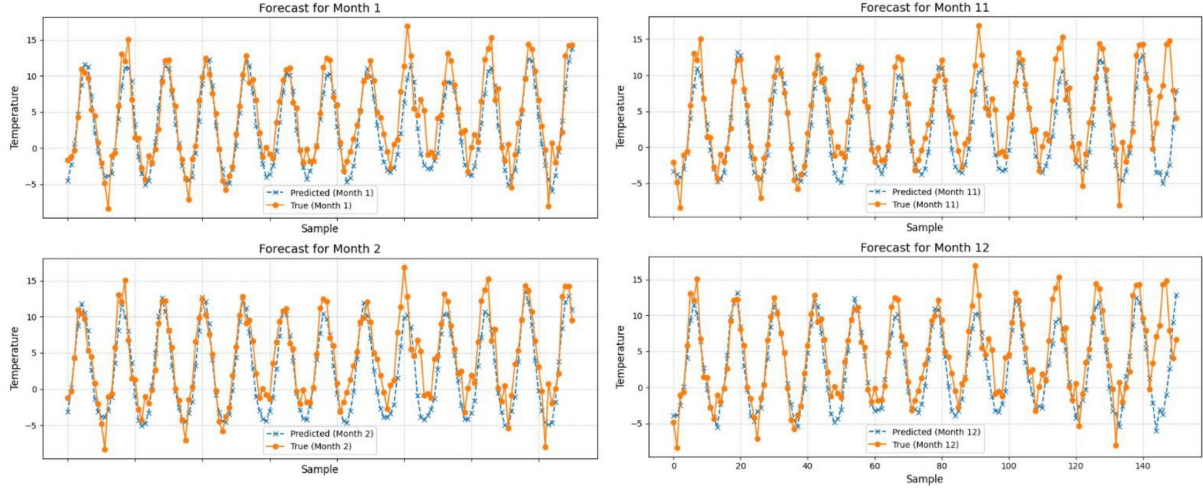 Forecast for Month 1
Temperature
15
10
5
0
−5
Predicted (Month 1)
True (Month 1)
Sample
Forecast for Month 11
Temperature
15
10
5
0
−5
Predicted (Month 11)
True (Month 11)
Sample
Forecast for Month 2
Temperature
15
10
5
0
−5
Predicted (Month 2)
True (Month 2)
Sample
Forecast for Month 12
Temperature
15
10
5
0
−5
Predicted (Month 12)
True (Month 12)
0 20 40 60 80 100 120 140
Sample